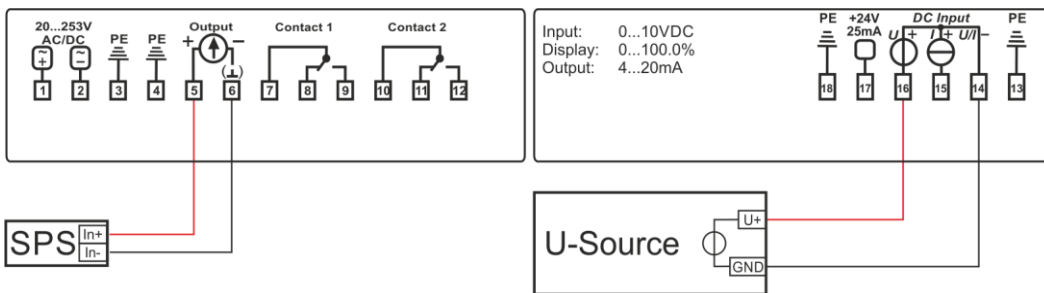 20...253V
AC/DC
PE
PE
Output
Contact 1
Contact 2
~
+
~
−
+
−
(⊥)
1
2
3
4
5
6
7
8
9
10
11
12
SPS
In+
In-
Input: 0...10VDC
Display: 0...100.0%
Output: 4...20mA
PE
+24V
25mA
DC Input
PE
U
+
I
+
U/I
−
18
17
16
15
14
13
U-Source
U+
GND